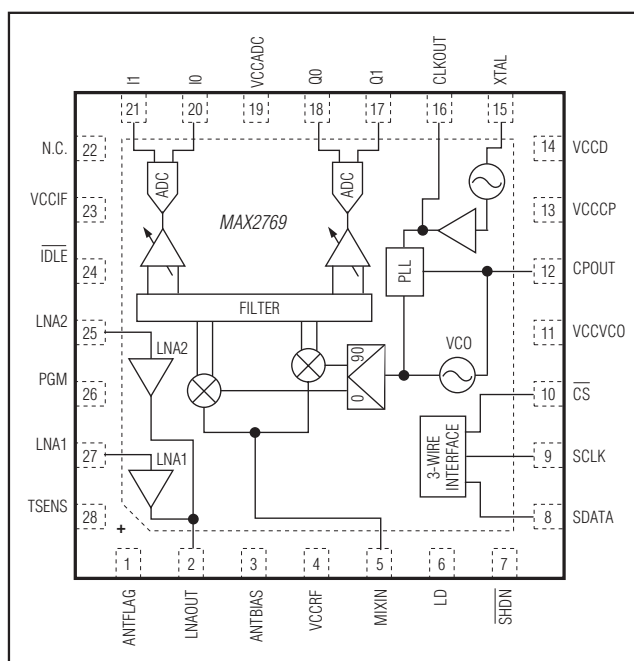 I1
I0
VCCADC
Q0
Q1
CLKOUT
XTAL
21
20
19
18
17
16
15
N.C.
22
14
VCCD
ADC
ADC
VCCIF
23
MAX2769
13
VCCCP
IDLE
24
PLL
12
CPOUT
FILTER
LNA2
25
LNA2
90
0
VCO
11
VCCVCO
PGM
26
10
CS
3-WIRE
INTERFACE
LNA1
27
LNA1
9
SCLK
TSENS
28
8
SDATA
+
1
2
3
4
5
6
7
ANTFLAG
LNAOUT
ANTBIAS
VCCRF
MIXIN
LD
SHDN